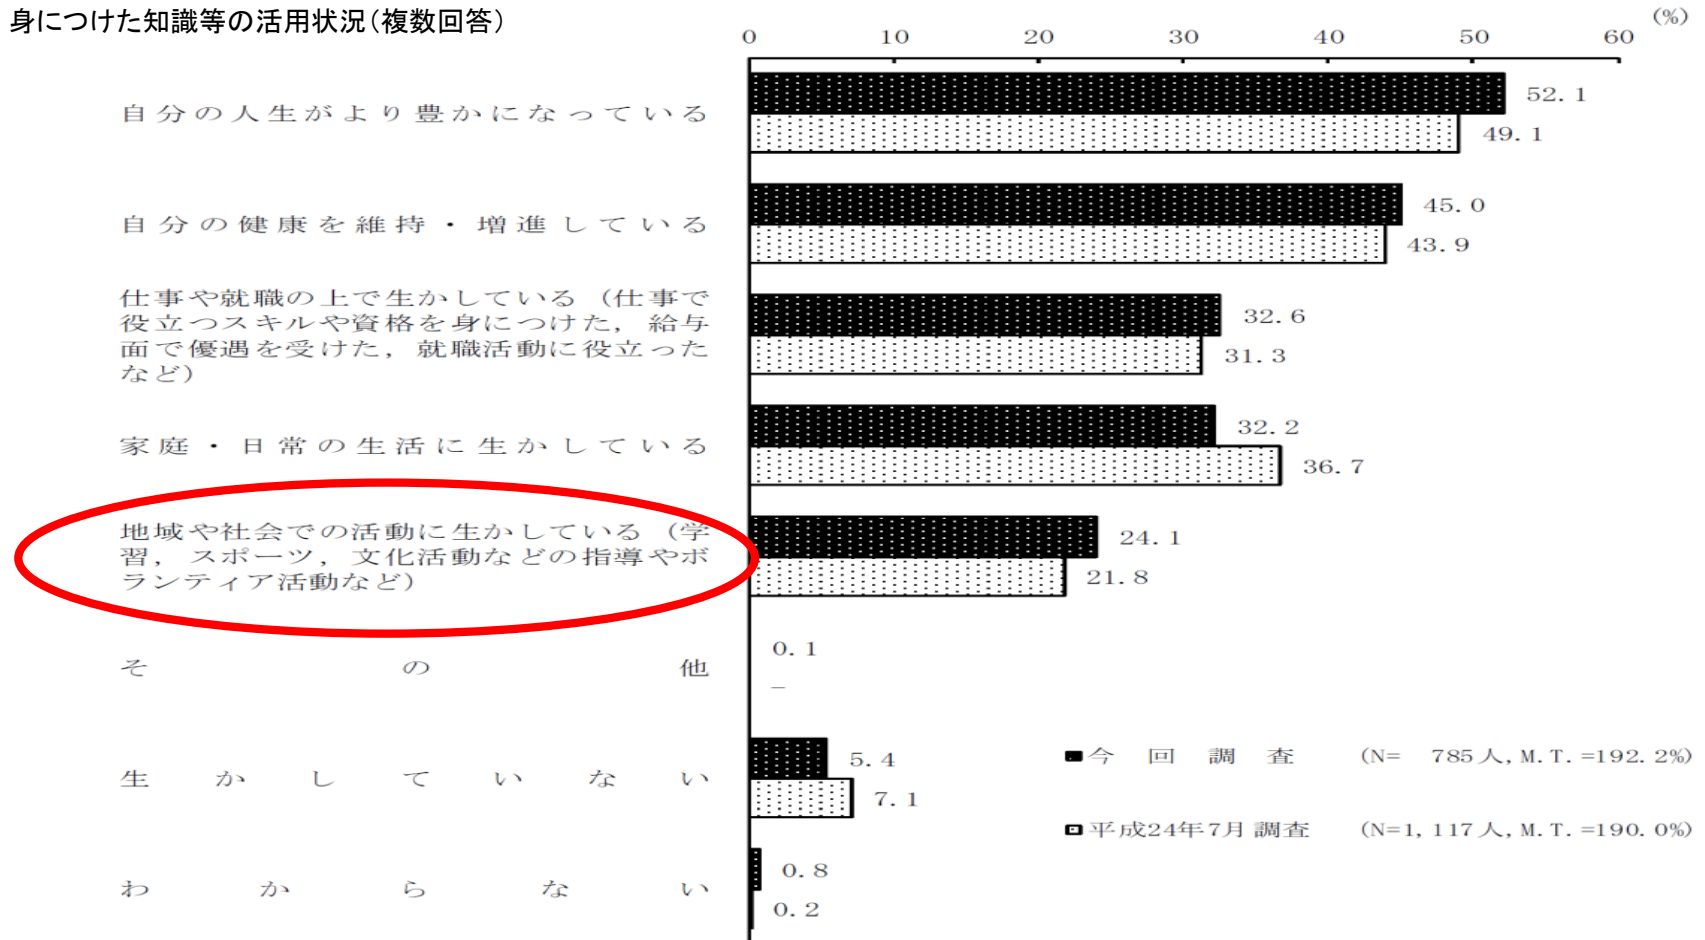 身につけた知識等の活用状況(複数回答)
(%)
0 10 20 30 40 50 60
自分の人生がより豊かになっている
52.1
49.1
自分の健康を維持・増進している
45.0
43.9
仕事や就職の上で生かしている(仕事で
役立つスキルや資格を身につけた,給与
面で優遇を受けた,就職活動に役立った
など)
32.6
31.3
家庭・日常の生活に生かしている
32.2
36.7
地域や社会での活動に生かしている(学
習,スポーツ,文化活動などの指導やボ
ランティア活動など)
24.1
21.8
その他
0.1
−
生かしていない
5.4
7.1
今回調査 (N= 785人,M.T.=192.2%)
平成24年7月調査 (N=1,117人,M.T.=190.0%)
わからない
0.8
0.2